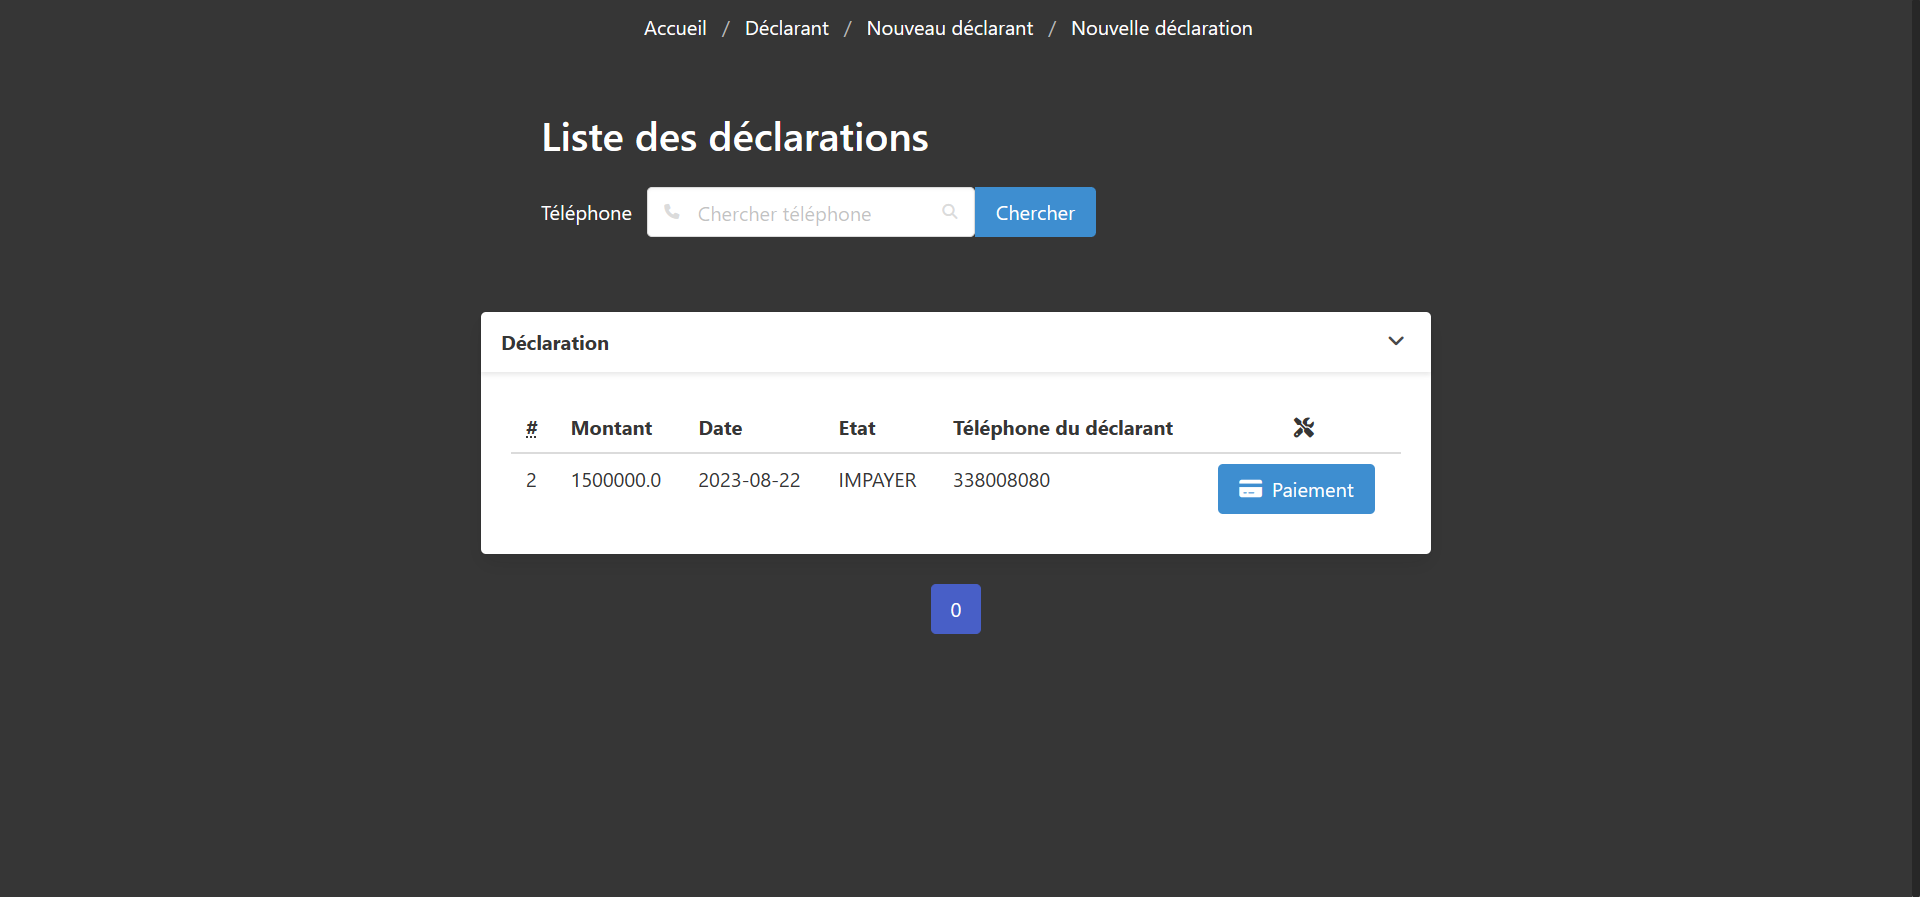 Accueil / Déclarant / Nouveau déclarant / Nouvelle déclaration
Liste des déclarations
Téléphone Chercher téléphone Chercher
Déclaration
# Montant Date Etat Téléphone du déclarant
2 1500000.0 2023-08-22 IMPAYER 338008080 Paiement
0